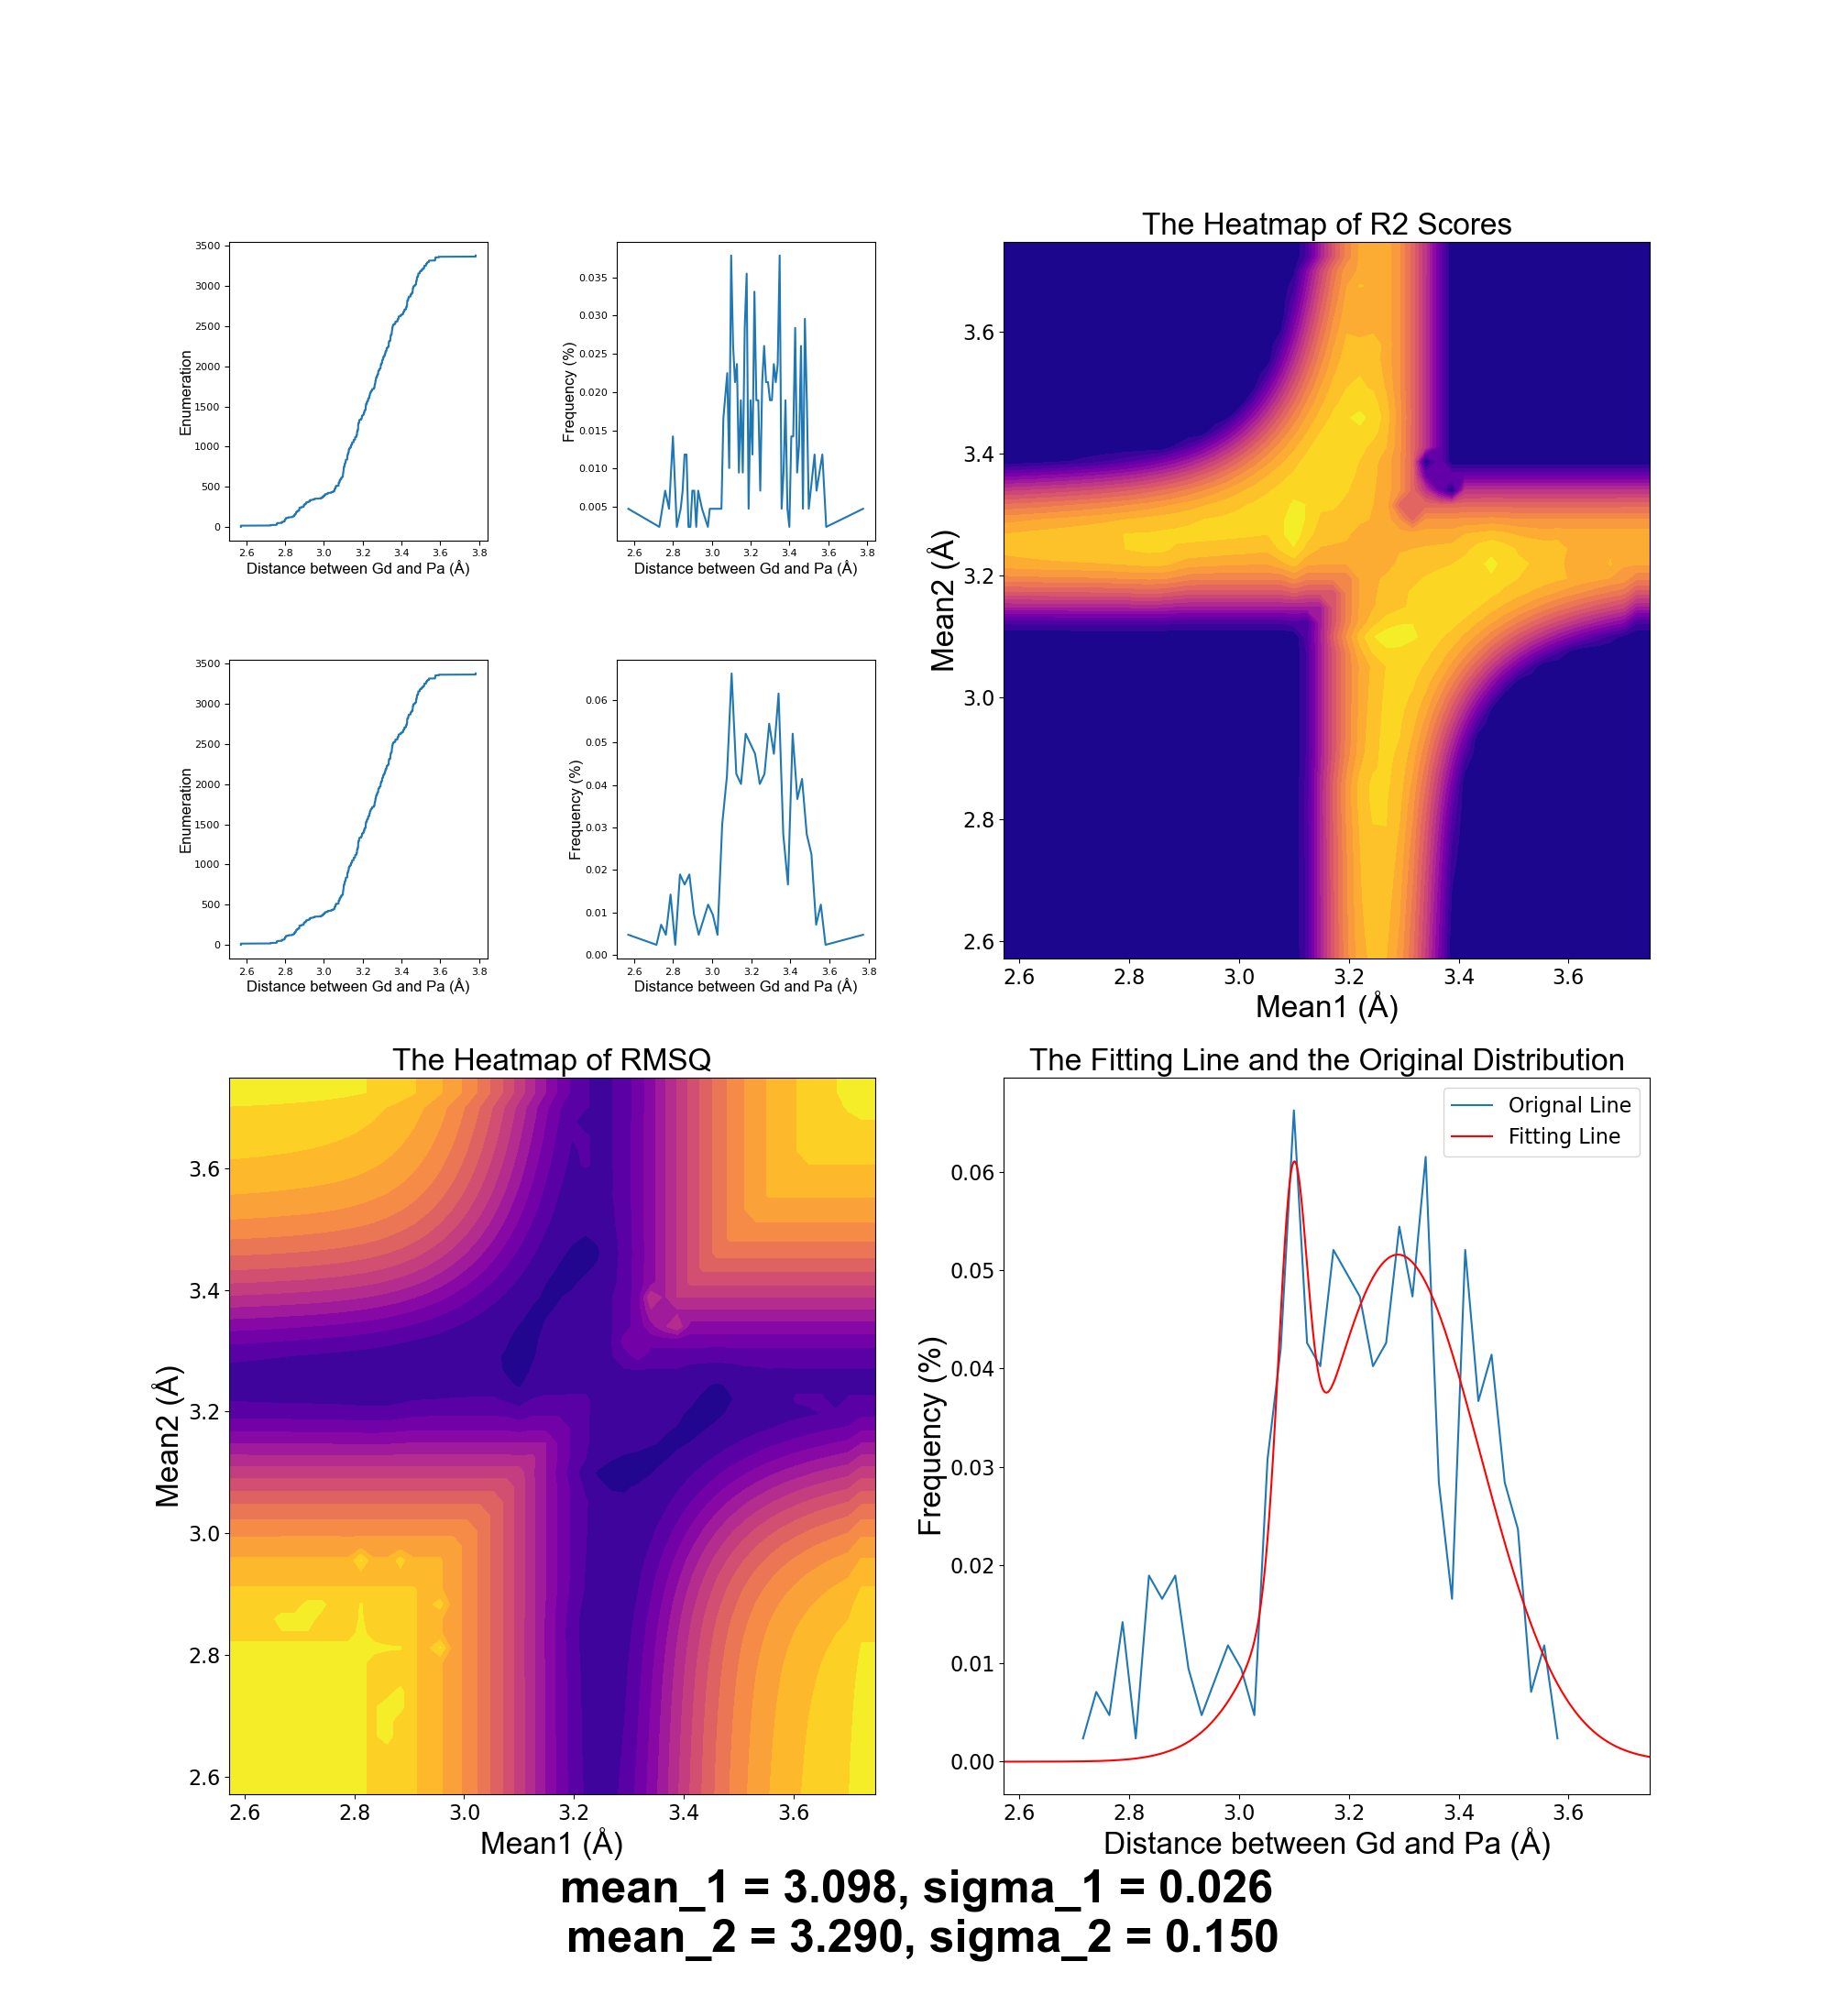 3500
3000
2500
2000
1500
1000
500
0
Enumeration
2.6 2.8 3.0 3.2 3.4 3.6 3.8
Distance between Gd and Pa (Å)
0.035
0.030
0.025
0.020
0.015
0.010
0.005
Frequency (%)
2.6 2.8 3.0 3.2 3.4 3.6 3.8
Distance between Gd and Pa (Å)
The Heatmap of R2 Scores
3.6
3.4
3.2
3.0
2.8
2.6
Mean2 (Å)
2.6 2.8 3.0 3.2 3.4 3.6
Mean1 (Å)
3500
3000
2500
2000
1500
1000
500
0
Enumeration
2.6 2.8 3.0 3.2 3.4 3.6 3.8
Distance between Gd and Pa (Å)
0.06
0.05
0.04
0.03
0.02
0.01
0.00
Frequency (%)
2.6 2.8 3.0 3.2 3.4 3.6 3.8
Distance between Gd and Pa (Å)
The Heatmap of RMSQ
3.6
3.4
3.2
3.0
2.8
2.6
Mean2 (Å)
2.6 2.8 3.0 3.2 3.4 3.6
Mean1 (Å)
The Fitting Line and the Original Distribution
Orignal Line
Fitting Line
0.06
0.05
0.04
0.03
0.02
0.01
0.00
Frequency (%)
2.6 2.8 3.0 3.2 3.4 3.6
Distance between Gd and Pa (Å)
mean_1 = 3.098, sigma_1 = 0.026
mean_2 = 3.290, sigma_2 = 0.150